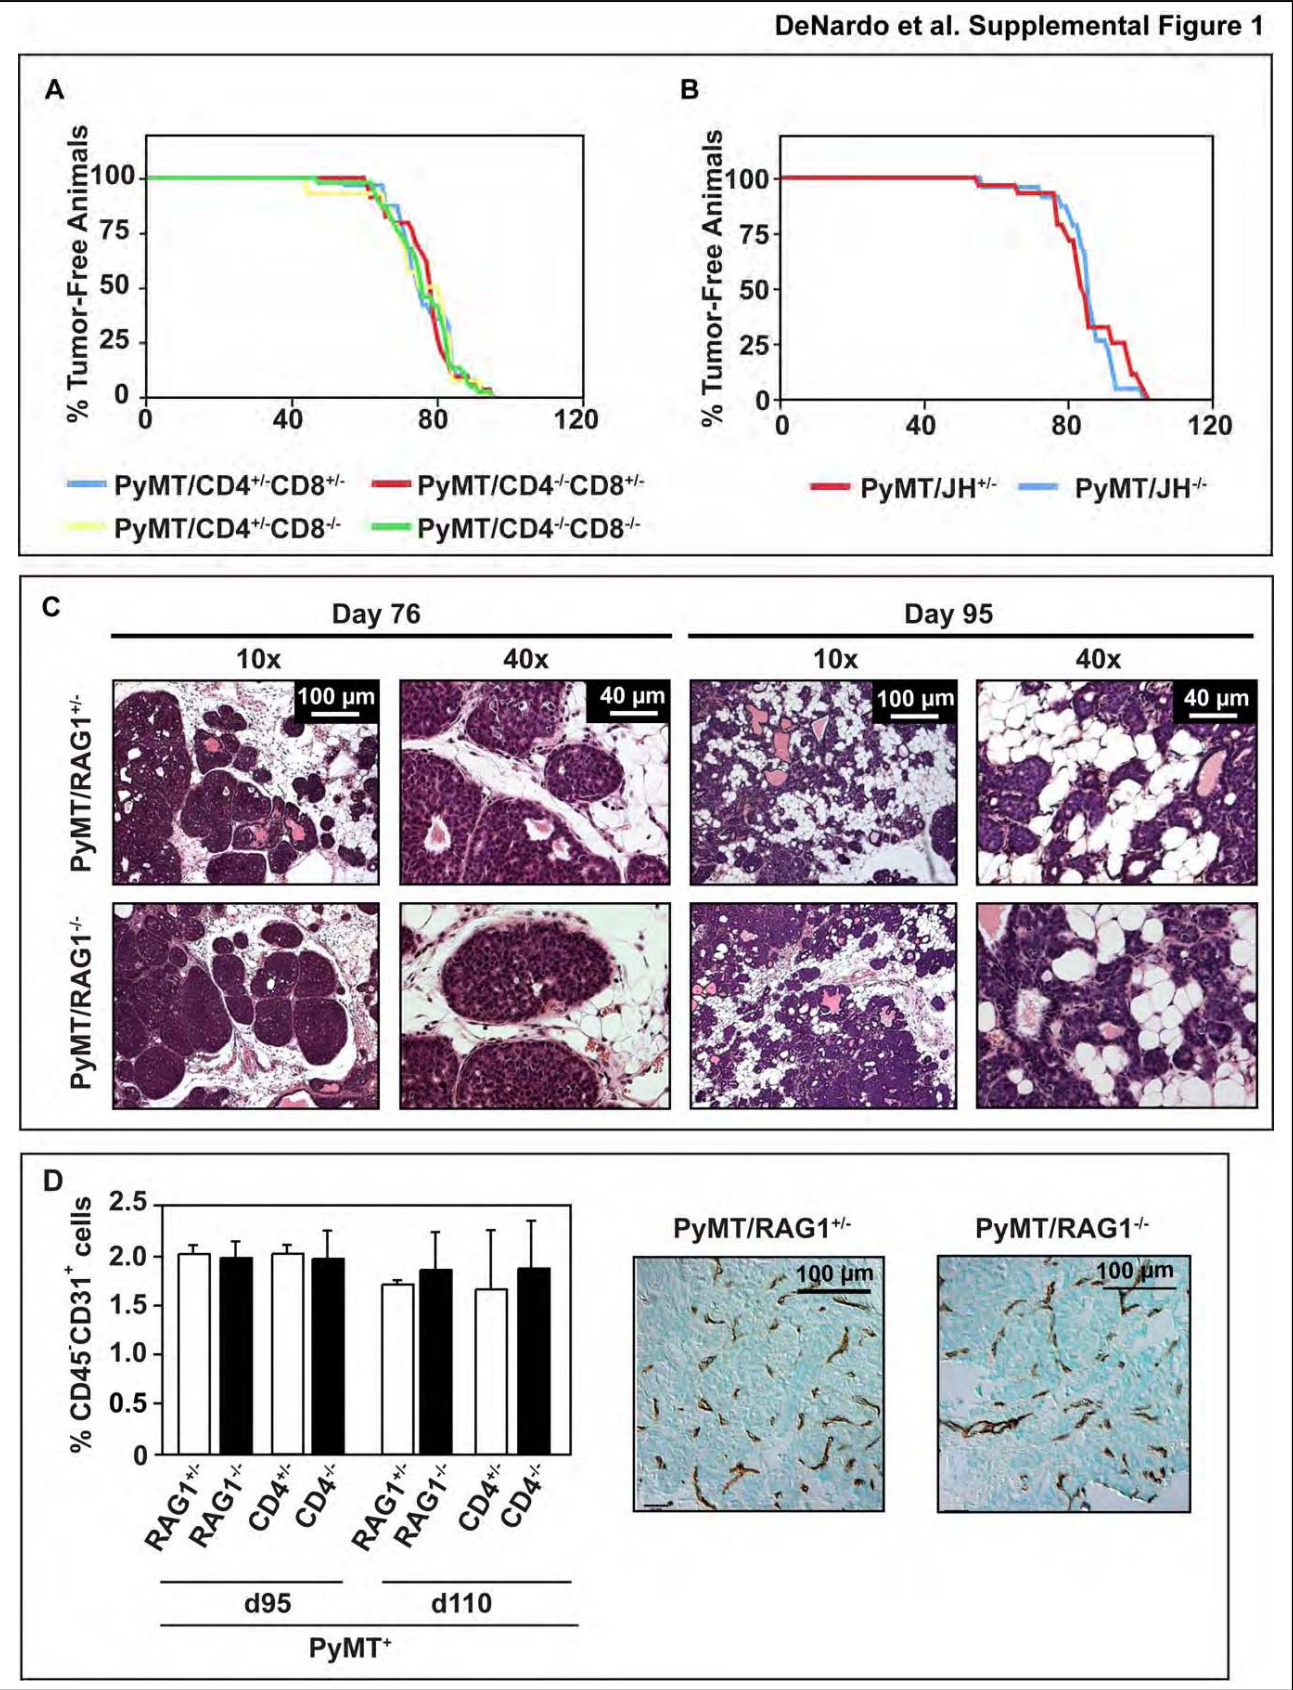 DeNardo et al. Supplemental Figure 1
A
% Tumor-Free Animals
100
75
50
25
0
0 40 80 120
PyMT/CD4+/-CD8+/- PyMT/CD4-/-CD8+/-
PyMT/CD4+/-CD8-/- PyMT/CD4-/-CD8-/-
B
% Tumor-Free Animals
100
75
50
25
0
0 40 80 120
PyMT/JH+/- PyMT/JH-/-
C
Day 76 Day 95
10x 40x 10x 40x
PyMT/RAG1+/-
100 µm 40 µm 100 µm 40 µm
PyMT/RAG1-/-
D
% CD45-CD31+ cells
2.5
2.0
1.5
1.0
0.5
0
RAG1+/- RAG1-/- CD4+/- CD4-/- RAG1+/- RAG1-/- CD4+/- CD4-/-
d95 d110
PyMT+
PyMT/RAG1+/- PyMT/RAG1-/-
100 µm 100 µm